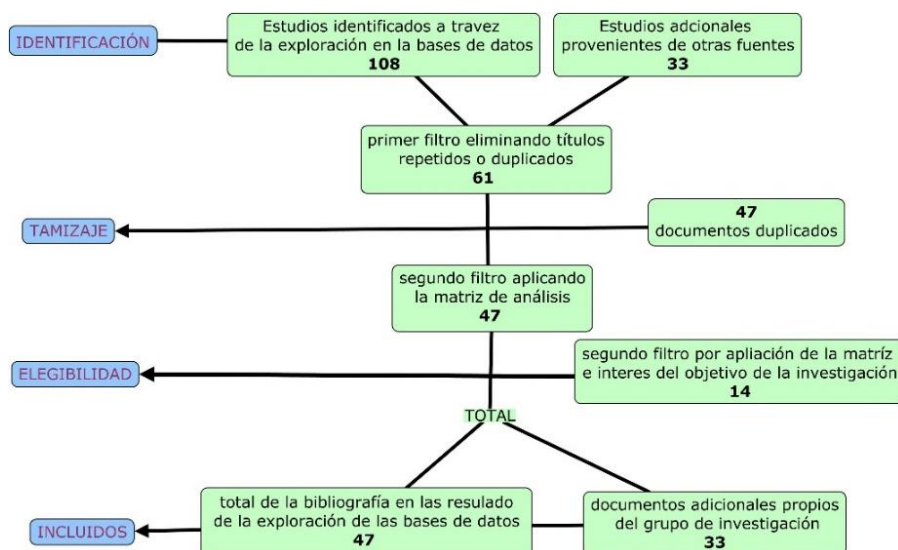 IDENTIFICACIÓN
Estudios identificados a travez
de la exploración en la bases de datos
108
Estudios adcionales
provenientes de otras fuentes
33
primer filtro eliminando títulos
repetidos o duplicados
61
TAMIZAJE
47
documentos duplicados
segundo filtro aplicando
la matriz de análisis
47
ELEGIBILIDAD
segundo filtro por apliación de la matríz
e interes del objetivo de la investigación
14
TOTAL
INCLUIDOS
total de la bibliografía en las resulado
de la exploración de las bases de datos
47
documentos adicionales propios
del grupo de investigación
33